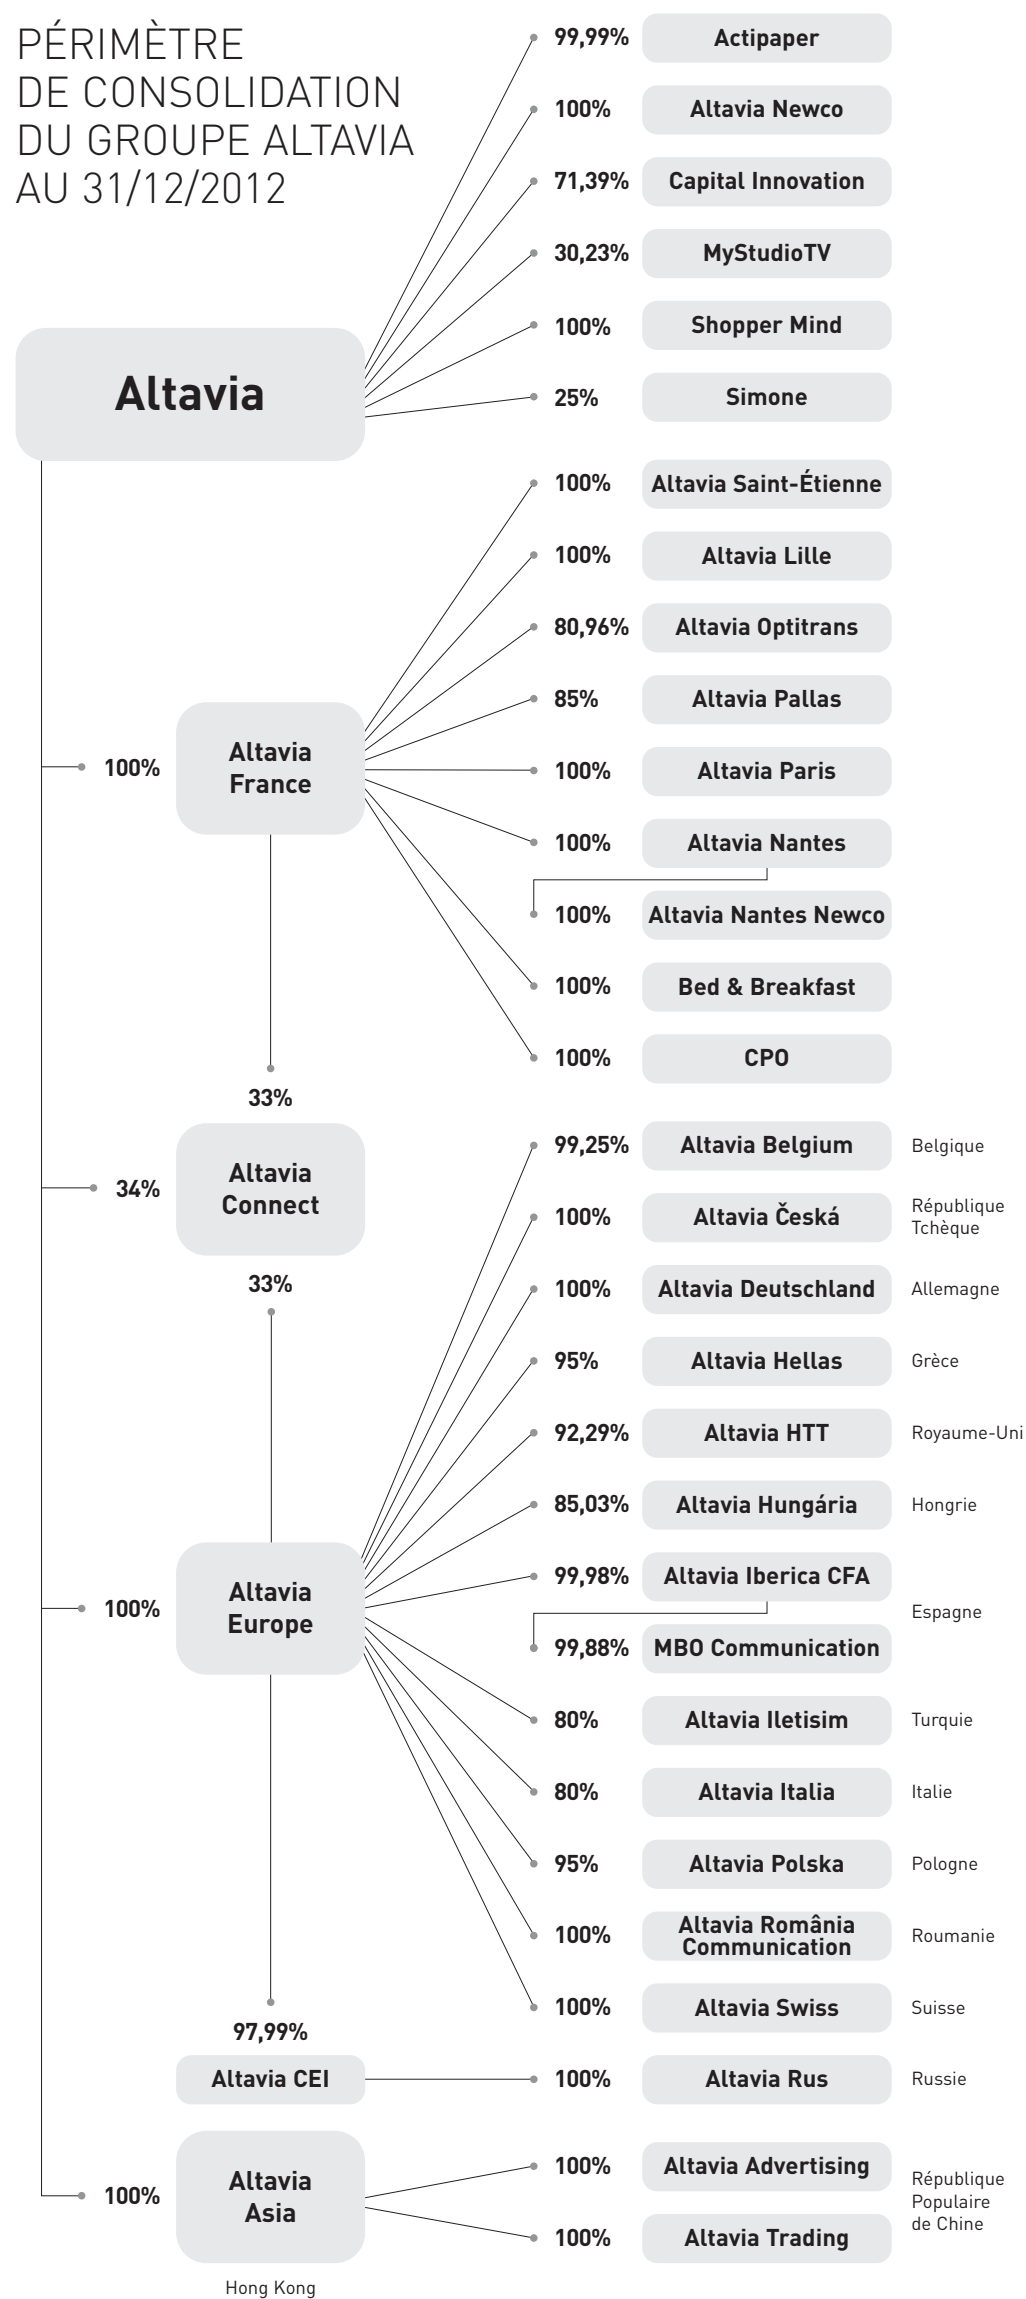 PÉRIMÈTRE
DE CONSOLIDATION
DU GROUPE ALTAVIA
AU 31/12/2012
Altavia
99,99% Actipaper
100% Altavia Newco
71,39% Capital Innovation
30,23% MyStudioTV
100% Shopper Mind
25% Simone
100%
Altavia
France
100% Altavia Saint-Étienne
100% Altavia Lille
80,96% Altavia Optitrans
85% Altavia Pallas
100% Altavia Paris
100% Altavia Nantes
100% Altavia Nantes Newco
100% Bed & Breakfast
100% CPO
33%
34%
Altavia
Connect
33%
100%
Altavia
Europe
99,25% Altavia Belgium Belgique
100% Altavia Česká République
Tchèque
100% Altavia Deutschland Allemagne
95% Altavia Hellas Grèce
92,29% Altavia HTT Royaume-Uni
85,03% Altavia Hungária Hongrie
99,98% Altavia Iberica CFA
Espagne
99,88% MBO Communication
80% Altavia Iletisim Turquie
80% Altavia Italia Italie
95% Altavia Polska Pologne
100% Altavia România
Communication Roumanie
100% Altavia Swiss Suisse
97,99%
Altavia CEI 100% Altavia Rus Russie
100%
Altavia
Asia
Hong Kong
100% Altavia Advertising
100% Altavia Trading
République
Populaire
de Chine